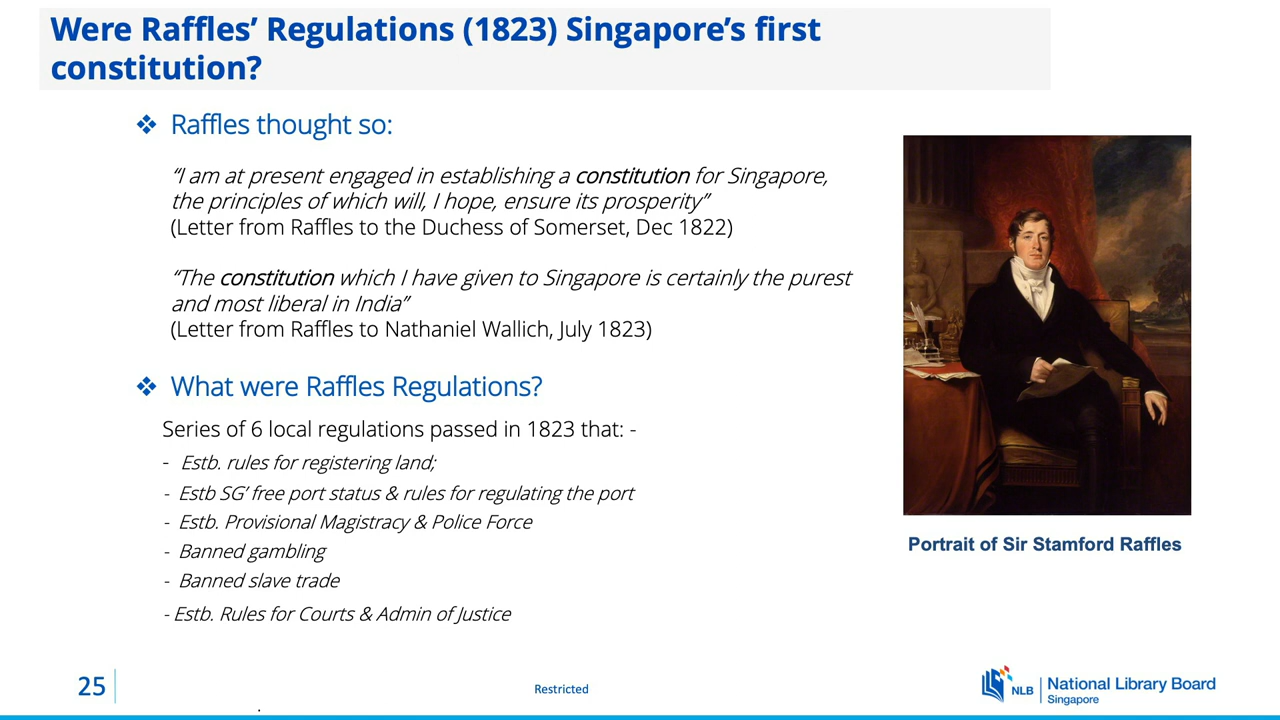 Were Raffles’ Regulations (1823) Singapore’s first
constitution?
❖ Raffles thought so:
“I am at present engaged in establishing a constitution for Singapore,
the principles of which will, I hope, ensure its prosperity”
(Letter from Raffles to the Duchess of Somerset, Dec 1822)
“The constitution which I have given to Singapore is certainly the purest
and most liberal in India”
(Letter from Raffles to Nathaniel Wallich, July 1823)
❖ What were Raffles Regulations?
Series of 6 local regulations passed in 1823 that: -
- Estb. rules for registering land;
- Estb SG’ free port status & rules for regulating the port
- Estb. Provisional Magistracy & Police Force
- Banned gambling
- Banned slave trade
- Estb. Rules for Courts & Admin of Justice
Portrait of Sir Stamford Raffles
25
Restricted
NLB
National Library Board
Singapore
.